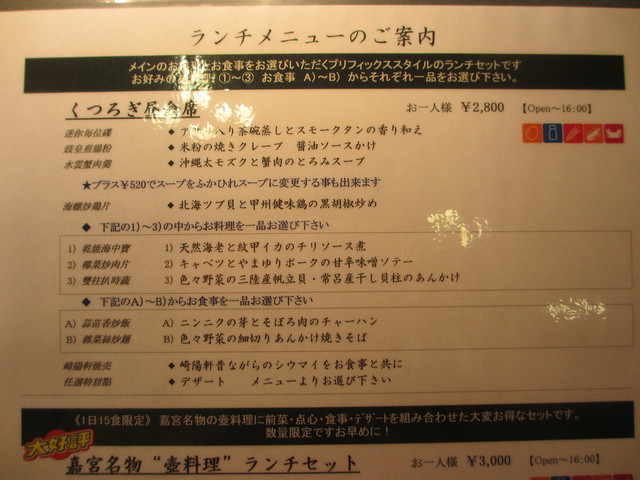 ランチメニューのご案内
メインのお とお食事をお選びいただくプリフィックススタイルのランチセットです
お好みの ①～③ お食事 A)～B) からそれぞれ一品をお選び下さい。
くつろぎ昼会席 お一人様 ￥2,800 【Open～16:00】
迷你每位碟 ◆ 入り茶碗蒸しとスモークタンの香り和え
豉皇煎腸粉 ◆ 米粉の焼きクレープ 醤油ソースかけ
水雲蟹肉羹 ◆ 沖縄太モズクと蟹肉のとろみスープ
★プラス￥520でスープをふかひれスープに変更する事も出来ます
海螺炒鶏片 ◆ 北海ツブ貝と甲州健味鶏の黒胡椒炒め
◆ 下記の1)～3)の中からお料理を一品お選び下さい
1) 乾焼海中寶 1) 天然海老と紋甲イカのチリソース煮
2) 椰菜炒肉片 2) キャベツとやまゆりポークの甘辛味噌ソテー
3) 雙柱扒時蔬 3) 色々野菜の三陸産帆立貝・常呂産干し貝柱のあんかけ
◆ 下記のA)～B)からお食事を一品お選び下さい
A) 蒜苗香炒飯 A) ニンニクの芽とそぼろ肉のチャーハン
B) 雜菜絲炒麺 B) 色々野菜の細切りあんかけ焼きそば
崎陽軒焼売 ◆ 崎陽軒昔ながらのシウマイをお食事と共に
任選特甜點 ◆ デザート メニューよりお選び下さい
《1日15食限定》 嘉宮名物の壺料理に前菜・点心・食事・デザートを組み合わせた大変お得なセットです。
数量限定ですお早めに！
大好評
嘉宮名物“壺料理”ランチセット お一人様 ￥3,000 【Open～16:00】